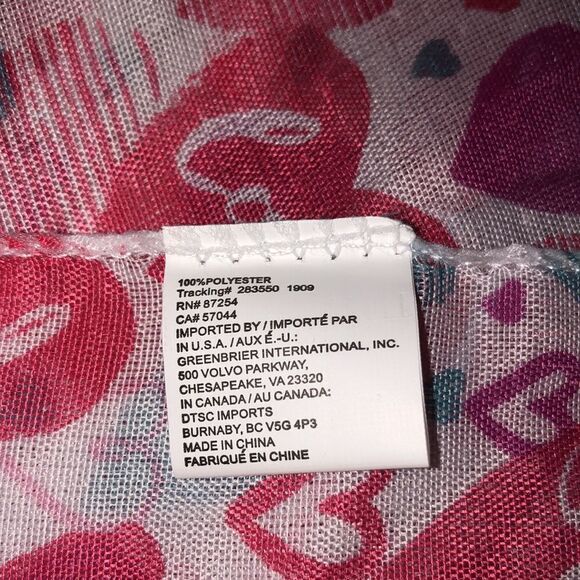 100%POLYESTER
Tracking# 283550 1909
RN# 87254
CA# 57044
IMPORTED BY / IMPORTÉ PAR
IN U.S.A. / AUX É.-U.:
GREENBRIER INTERNATIONAL, INC.
500 VOLVO PARKWAY,
CHESAPEAKE, VA 23320
IN CANADA / AU CANADA:
DTSC IMPORTS
BURNABY, BC V5G 4P3
MADE IN CHINA
FABRIQUÉ EN CHINE